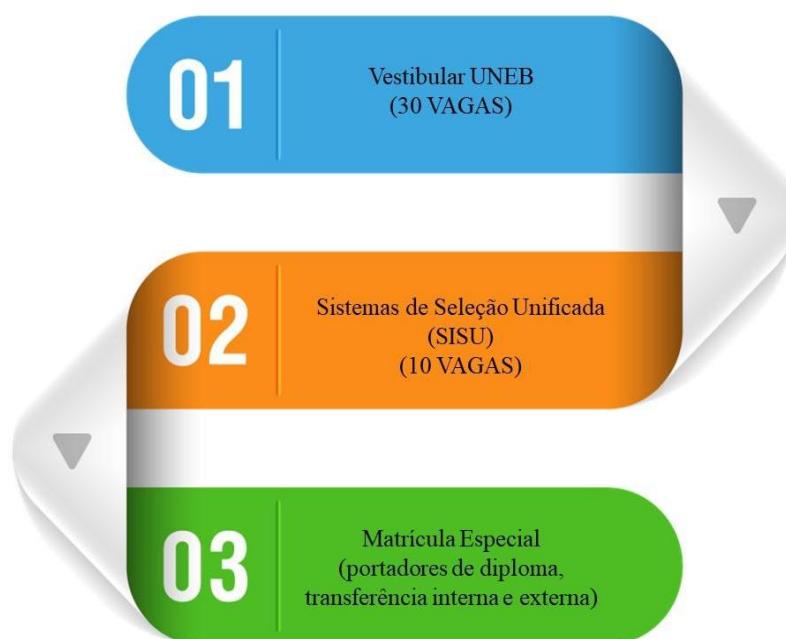 01
Vestibular UNEB
(30 VAGAS)
02
Sistemas de Seleção Unificada
(SISU)
(10 VAGAS)
03
Matrícula Especial
(portadores de diploma,
transferência interna e externa)